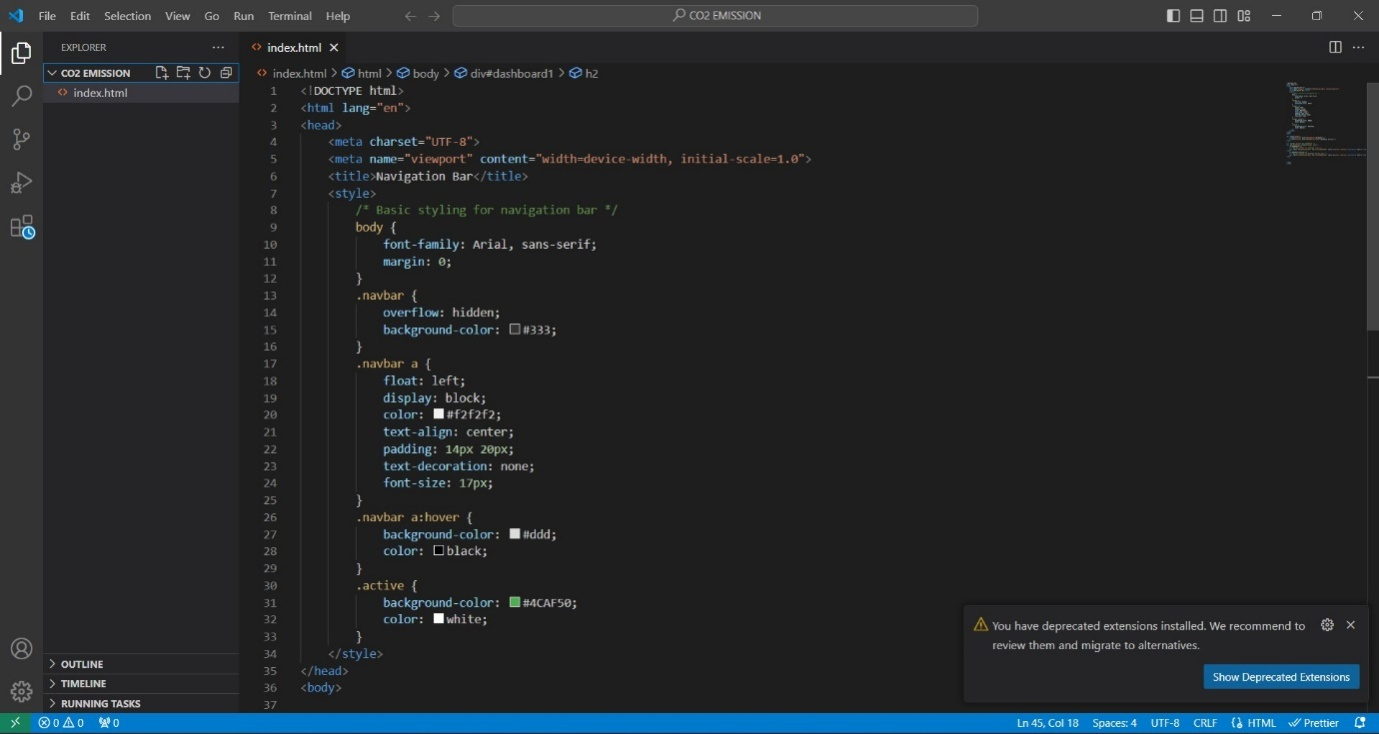 File Edit Selection View Go Run Terminal Help
CO2 EMISSION
EXPLORER
index.html
CO2 EMISSION
index.html
index.html > html > body > div#dashboard1 > h2
1 <!DOCTYPE html>
2 <html lang="en">
3 <head>
4 <meta charset="UTF-8">
5 <meta name="viewport" content="width=device-width, initial-scale=1.0">
6 <title>Navigation Bar</title>
7 <style>
8 /* Basic styling for navigation bar */
9 body {
10 font-family: Arial, sans-serif;
11 margin: 0;
12 }
13 .navbar {
14 overflow: hidden;
15 background-color: #333;
16 }
17 .navbar a {
18 float: left;
19 display: block;
20 color: #f2f2f2;
21 text-align: center;
22 padding: 14px 20px;
23 text-decoration: none;
24 font-size: 17px;
25 }
26 .navbar a:hover {
27 background-color: #ddd;
28 color: black;
29 }
30 .active {
31 background-color: #4CAF50;
32 color: white;
33 }
34 </style>
35 </head>
36 <body>
37
You have deprecated extensions installed. We recommend to
review them and migrate to alternatives.
Show Deprecated Extensions
OUTLINE
TIMELINE
RUNNING TASKS
0 0 0
Ln 45, Col 18 Spaces: 4 UTF-8 CRLF HTML Prettier